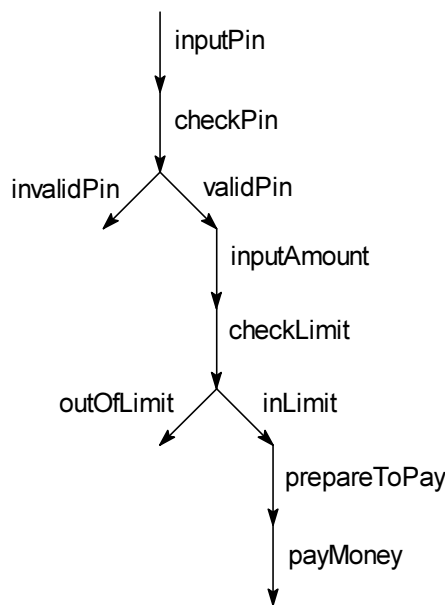 inputPin
checkPin
invalidPin
validPin
inputAmount
checkLimit
outOfLimit
inLimit
prepareToPay
payMoney